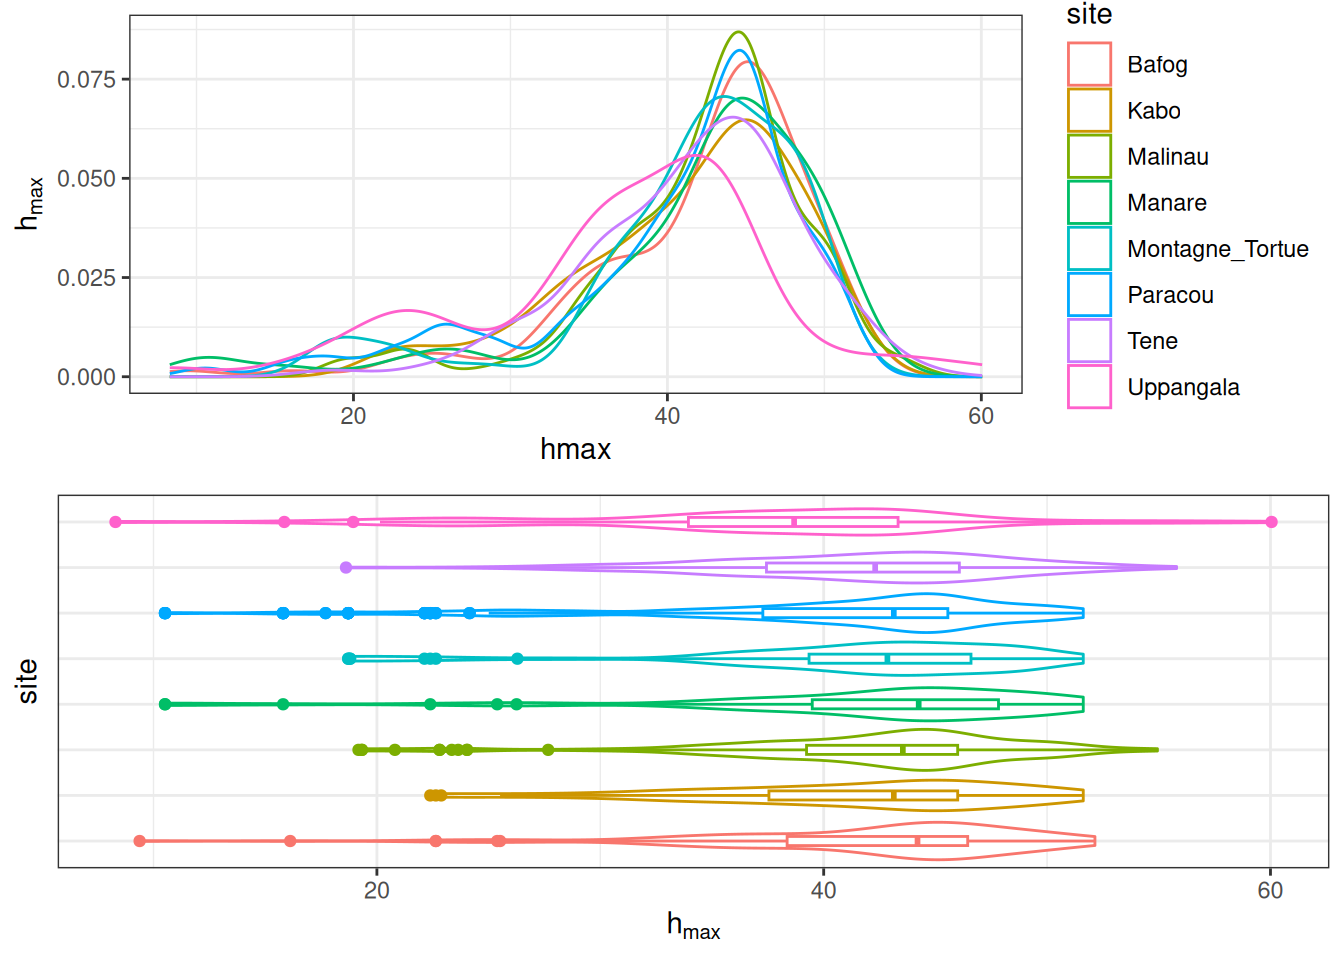 site
Bafog
Kabo
Malinau
Manare
Montagne_Tortue
Paracou
Tene
Uppangala
hmax
0.075
0.050
0.025
0.000
20 40 60
hmax
site
20 40 60
hmax